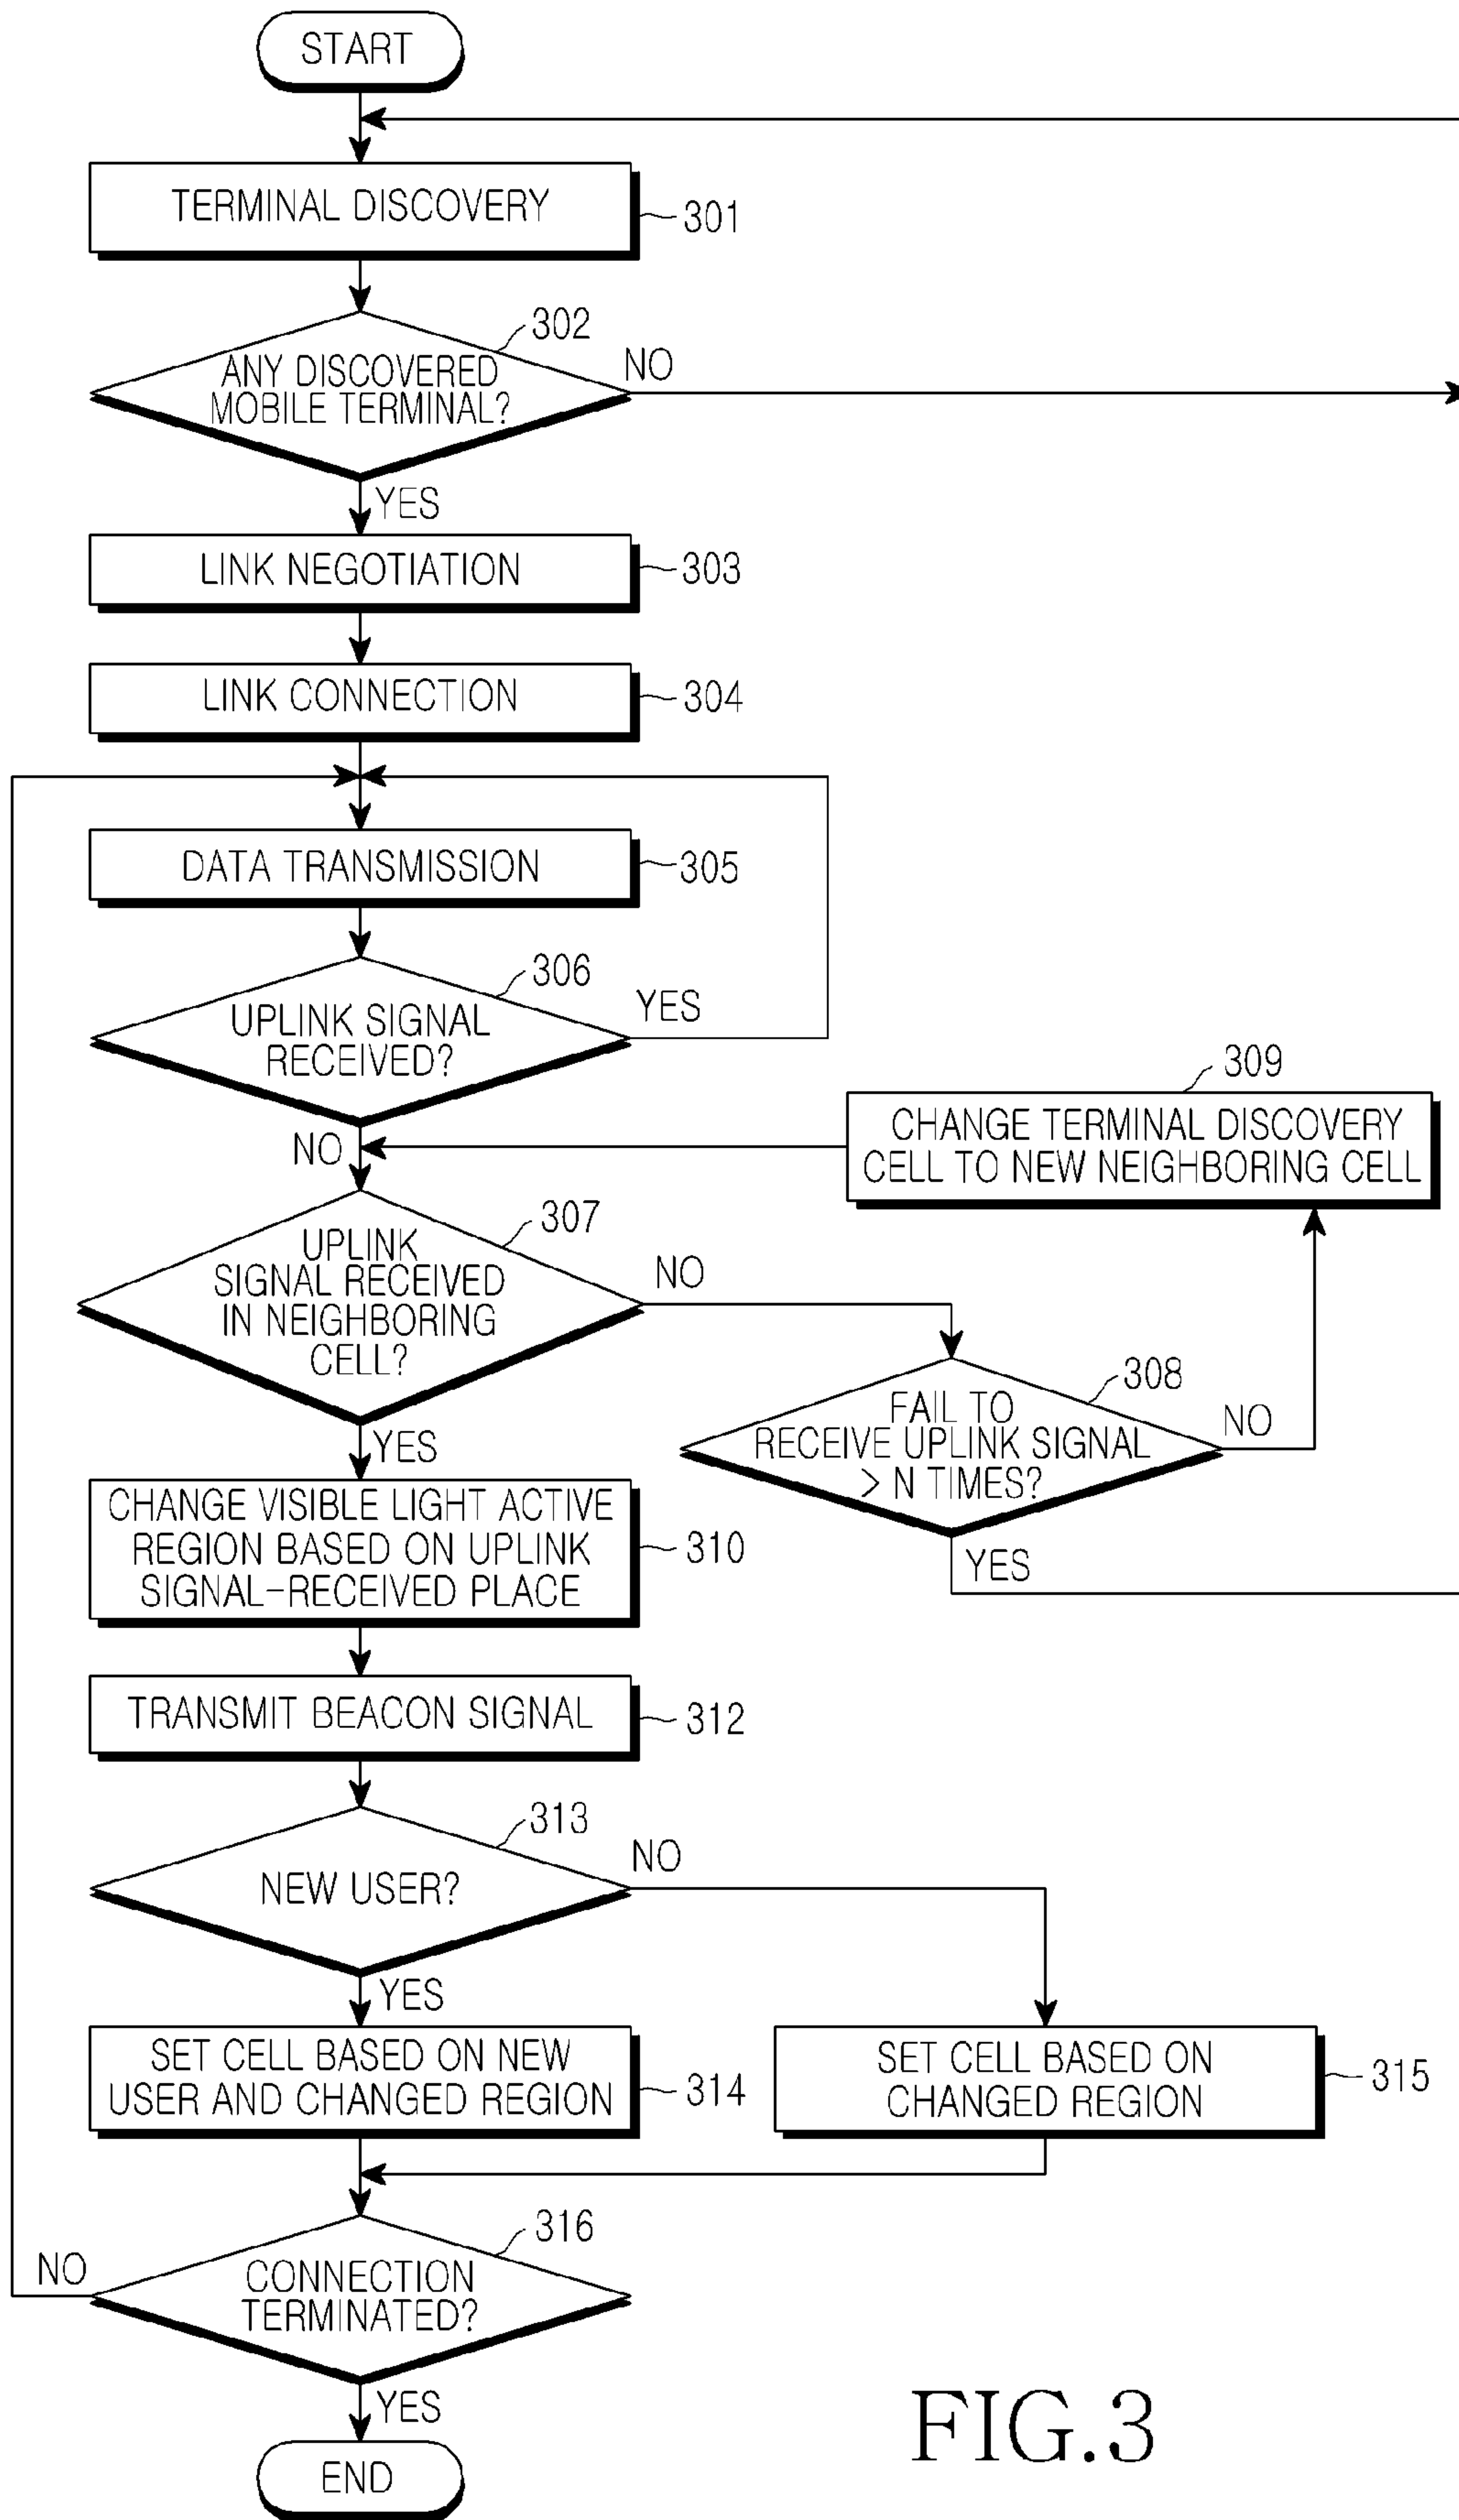 START
TERMINAL DISCOVERY
301
302
ANY DISCOVERED
MOBILE TERMINAL?
NO
YES
LINK NEGOTIATION
303
LINK CONNECTION
304
DATA TRANSMISSION
305
306
UPLINK SIGNAL
RECEIVED?
YES
NO
309
CHANGE TERMINAL DISCOVERY
CELL TO NEW NEIGHBORING CELL
307
UPLINK
SIGNAL RECEIVED
IN NEIGHBORING
CELL?
NO
YES
308
FAIL TO
RECEIVE UPLINK SIGNAL
> N TIMES?
NO
YES
CHANGE VISIBLE LIGHT ACTIVE
REGION BASED ON UPLINK
SIGNAL-RECEIVED PLACE
310
TRANSMIT BEACON SIGNAL
312
313
NEW USER?
NO
YES
SET CELL BASED ON NEW
USER AND CHANGED REGION
314
SET CELL BASED ON
CHANGED REGION
315
316
CONNECTION
TERMINATED?
NO
YES
END
FIG.3